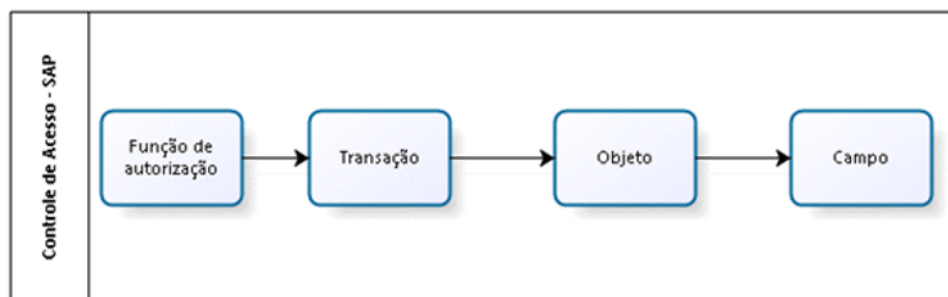 Controle de Acesso - SAP
Função de
autorização
Transação
Objeto
Campo